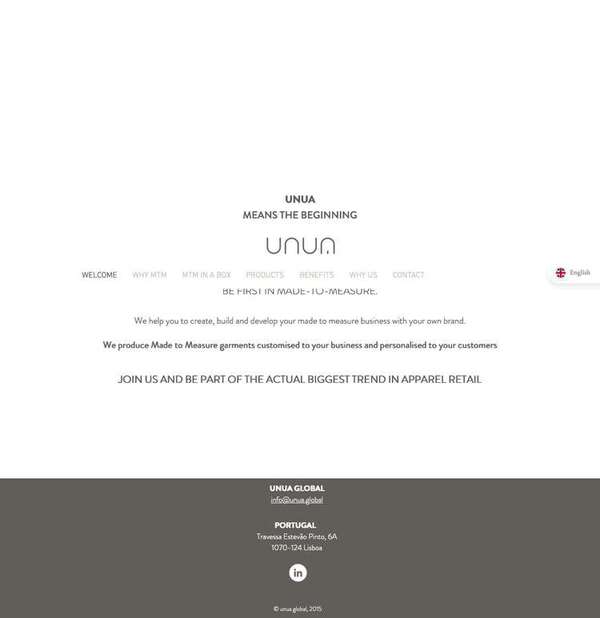 UNUA
MEANS THE BEGINNING
UNUA
WELCOME WHY MTM MTM IN A BOX PRODUCTS BENEFITS WHY US CONTACT
English
BE FIRST IN MADE-TO-MEASURE.
We help you to create, build and develop your made to measure business with your own brand.
We produce Made to Measure garments customised to your business and personalised to your customers
JOIN US AND BE PART OF THE ACTUAL BIGGEST TREND IN APPAREL RETAIL
UNUA GLOBAL
info@unua.global
PORTUGAL
Travessa Estevão Pinto, 6A
1070-124 Lisboa
in
© unua global, 2015